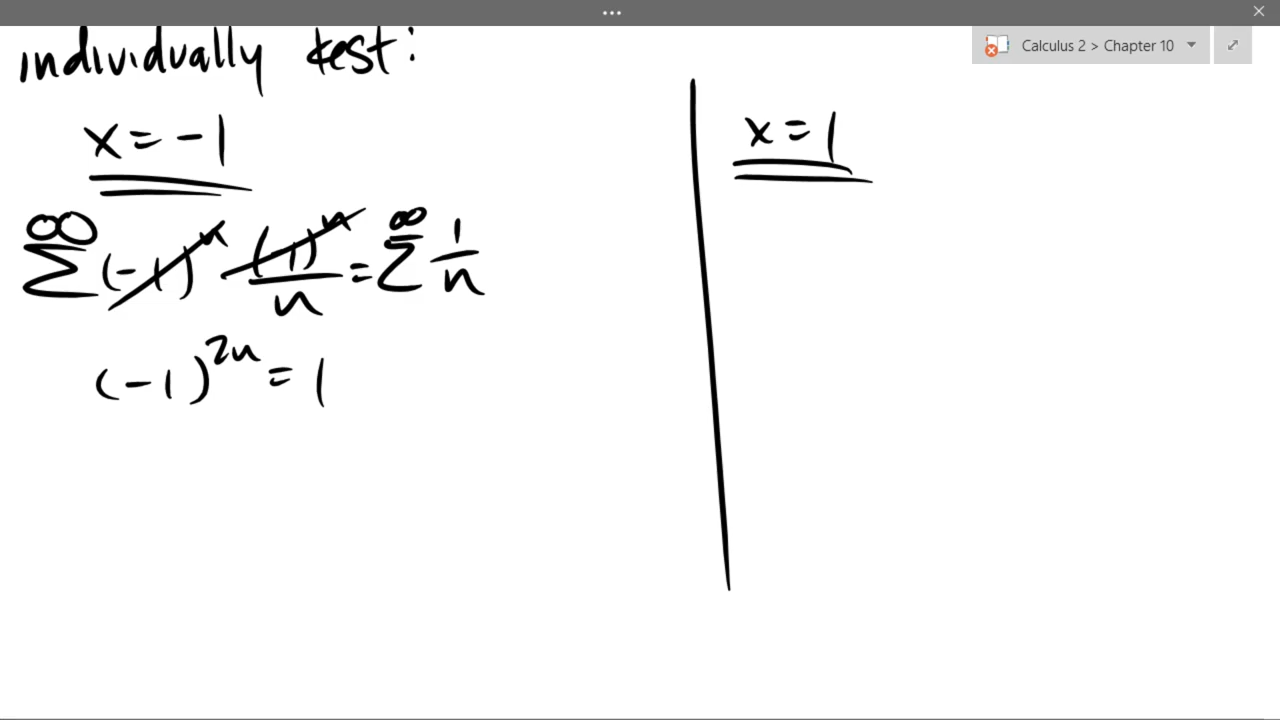 individually test:
Calculus 2 > Chapter 10
x = -1
∑^∞ (-1)^n (-1)^n/n = ∑^∞ 1/n
(-1)^2n = 1
x = 1